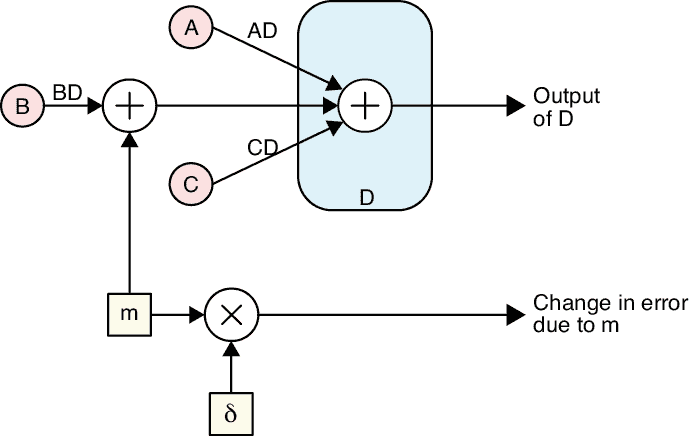 A
AD
B
BD
+
+
Output
of D
CD
C
D
m
×
Change in error
due to m
δ